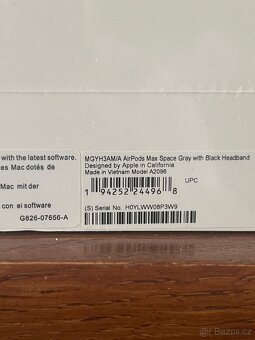 with the latest software.
es Mac dotés de
Mac mit der
con el software
G826-07656-A
MGYH3AM/A AirPods Max Space Gray with Black Headband
Designed by Apple in California
Made in Vietnam Model A2096
1 94252 24496 8
UPC
(S) Serial No. H0YLWW08P3W9
bazoš.cz